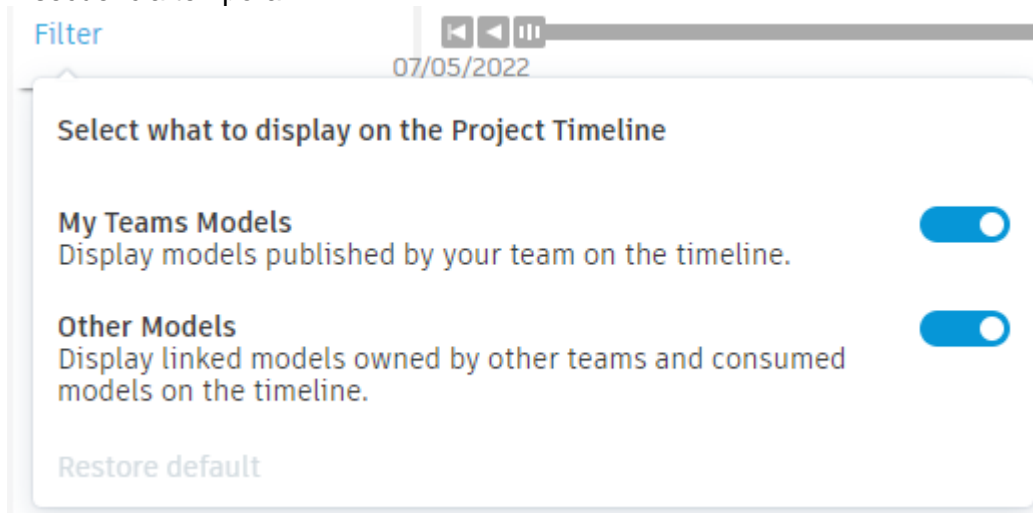 Filter
07/05/2022
Select what to display on the Project Timeline
My Teams Models
Display models published by your team on the timeline.
Other Models
Display linked models owned by other teams and consumed
models on the timeline.
Restore default